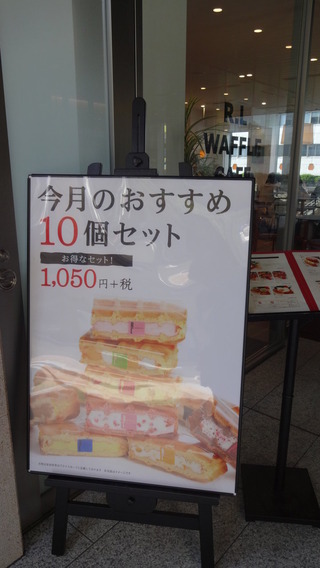 R.L
WAFFLE
CAFE
今月のおすすめ
10個セット
お得なセット!
1,050円+税